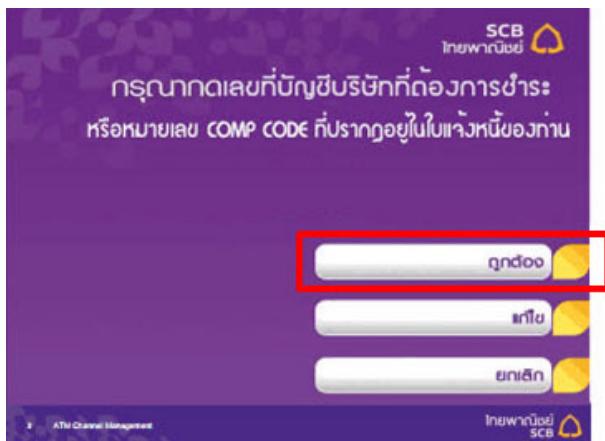 SCB
ไทยพาณิชย์
กรุณากดเลขที่บัญชีบริษัทที่ต้องการชำระ
หรือหมายเลข COMP CODE ที่ปรากฏอยู่ในใบแจ้งหนี้ของท่าน
ถูกต้อง
แก้ไข
ยกเลิก
ATM Channel Management
ไทยพาณิชย์
SCB